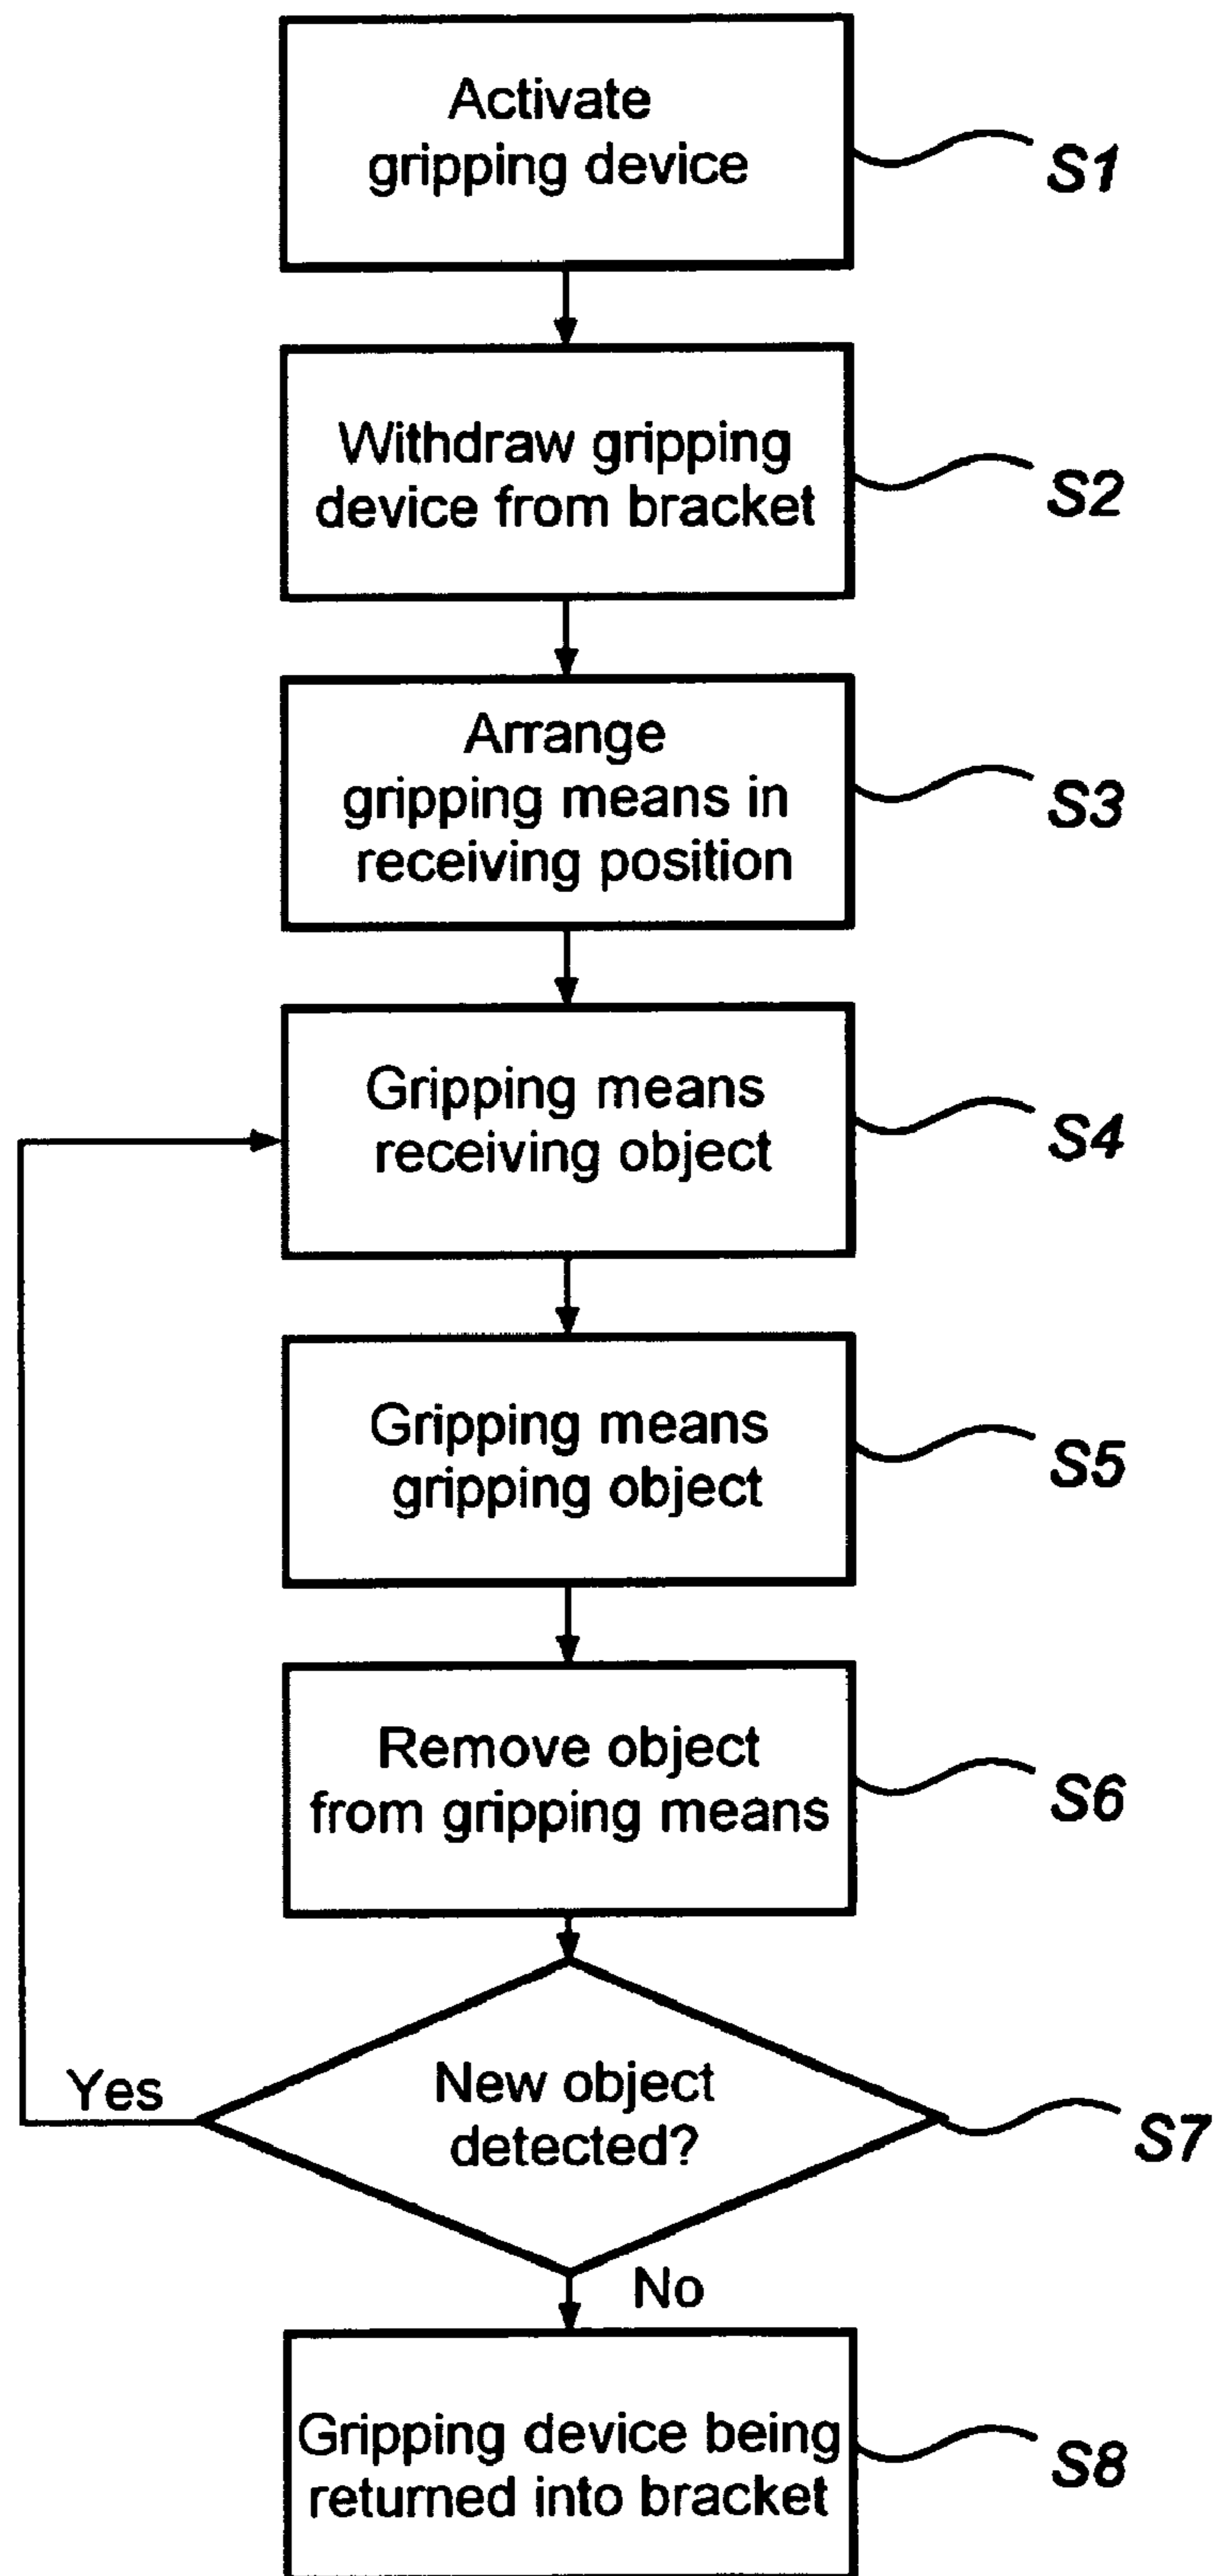 Activate
gripping device
S1
Withdraw gripping
device from bracket
S2
Arrange
gripping means in
receiving position
S3
Gripping means
receiving object
S4
Gripping means
gripping object
S5
Remove object
from gripping means
S6
Yes
New object
detected?
S7
No
Gripping device being
returned into bracket
S8